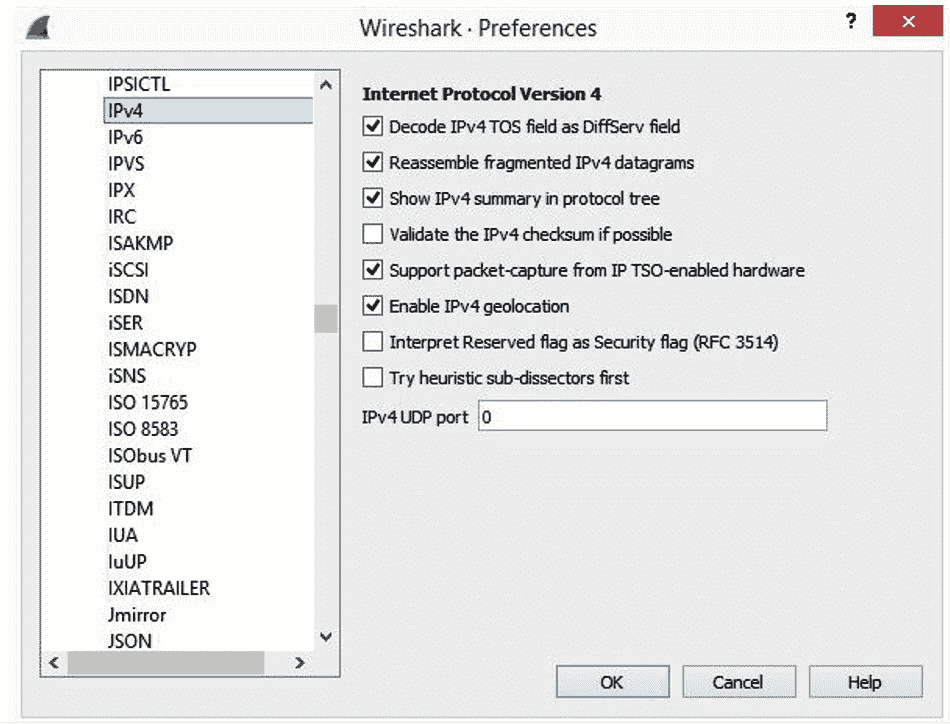 Wireshark · Preferences
?
IPSICTL
IPv4
IPv6
IPVS
IPX
IRC
ISAKMP
iSCSI
ISDN
iSER
ISMACRYP
iSNS
ISO 15765
ISO 8583
ISObus VT
ISUP
ITDM
IUA
IuUP
IXIATRAILER
Jmirror
JSON
Internet Protocol Version 4
Decode IPv4 TOS field as DiffServ field
Reassemble fragmented IPv4 datagrams
Show IPv4 summary in protocol tree
Validate the IPv4 checksum if possible
Support packet-capture from IP TSO-enabled hardware
Enable IPv4 geolocation
Interpret Reserved flag as Security flag (RFC 3514)
Try heuristic sub-dissectors first
IPv4 UDP port 0
OK Cancel Help